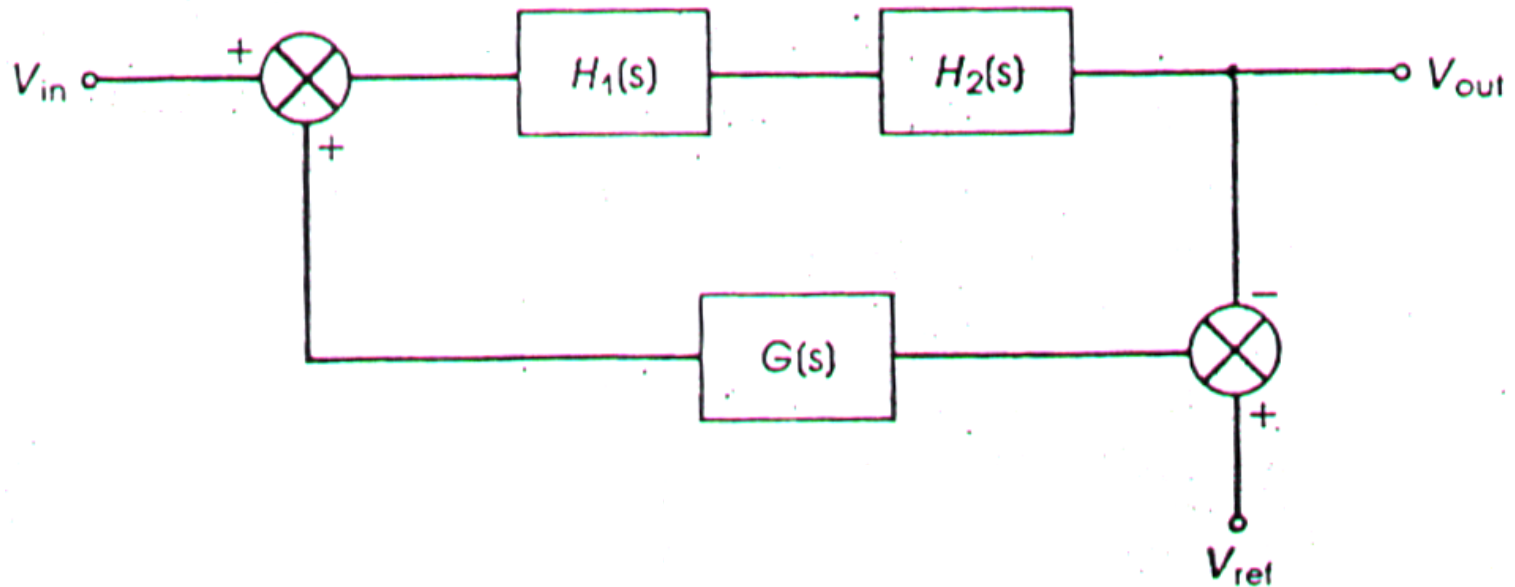 +
V_in
H₁(s)
H₂(s)
V_out
+
−
G(s)
+
V_ref